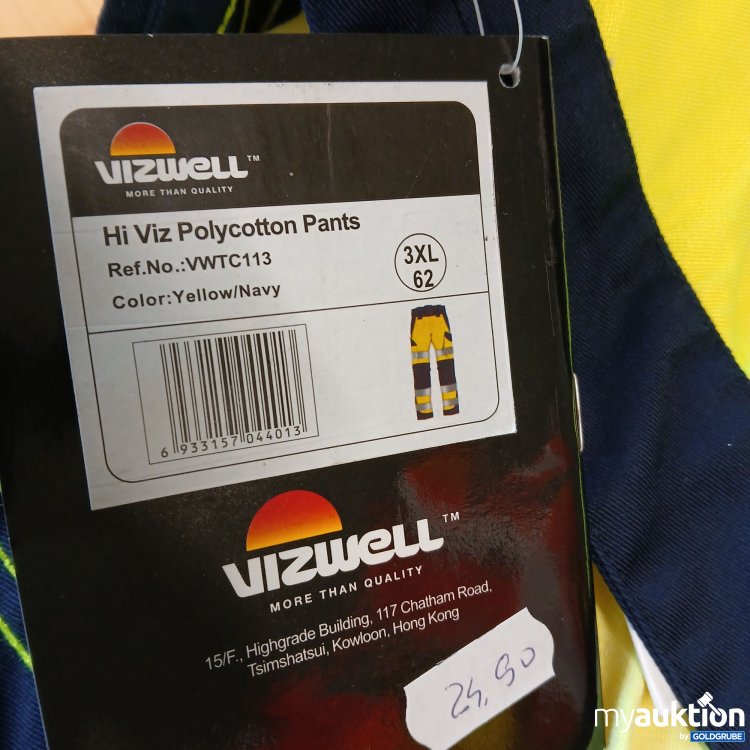 VIZWELL™
MORE THAN QUALITY
Hi Viz Polycotton Pants
Ref.No.:VWTC113
3XL
62
Color:Yellow/Navy
6 933157 044013
VIZWELL™
MORE THAN QUALITY
15/F., Highgrade Building, 117 Chatham Road,
Tsimshatsui, Kowloon, Hong Kong
24,90
myauktion
by GOLDGRUBE